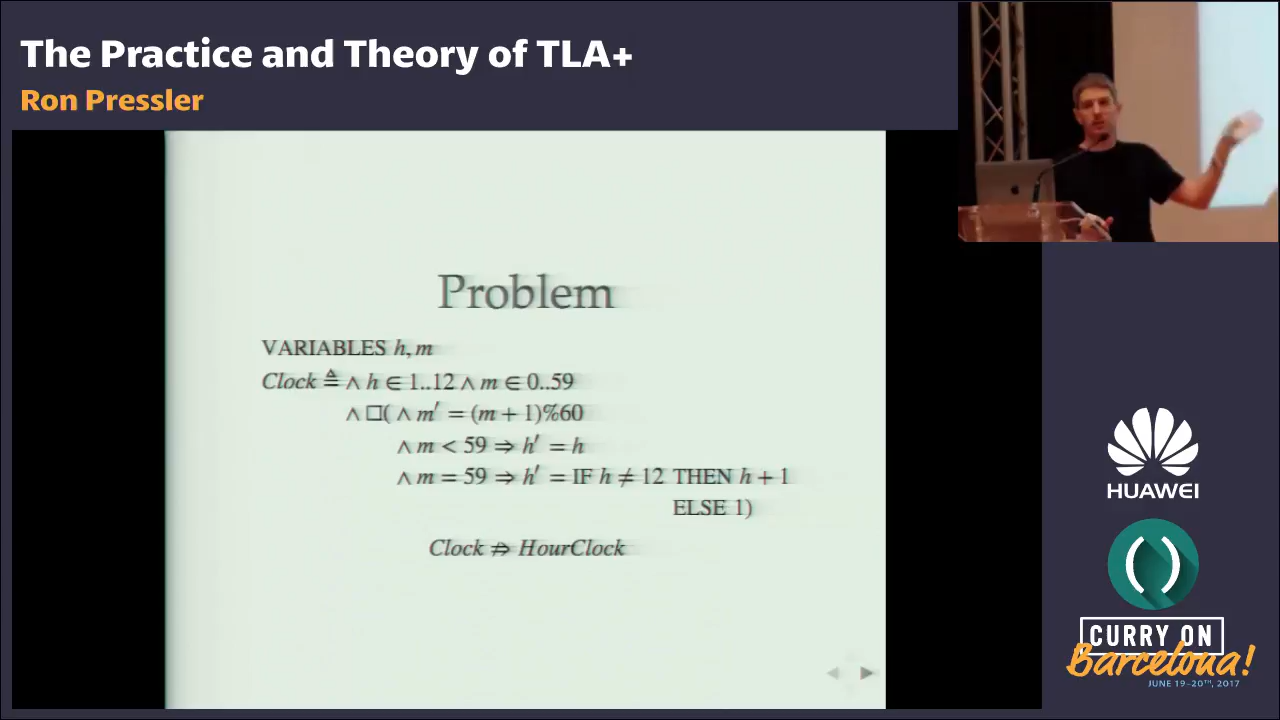 The Practice and Theory of TLA+
Ron Pressler
Problem
VARIABLES h, m
Clock ≜ ∧ h ∈ 1..12 ∧ m ∈ 0..59
∧ □( ∧ m′ = (m + 1)%60
∧ m < 59 ⇒ h′ = h
∧ m = 59 ⇒ h′ = IF h ≠ 12 THEN h + 1
ELSE 1)
Clock ⇏ HourClock
HUAWEI
CURRY ON
Barcelona!
JUNE 19-20TH, 2017